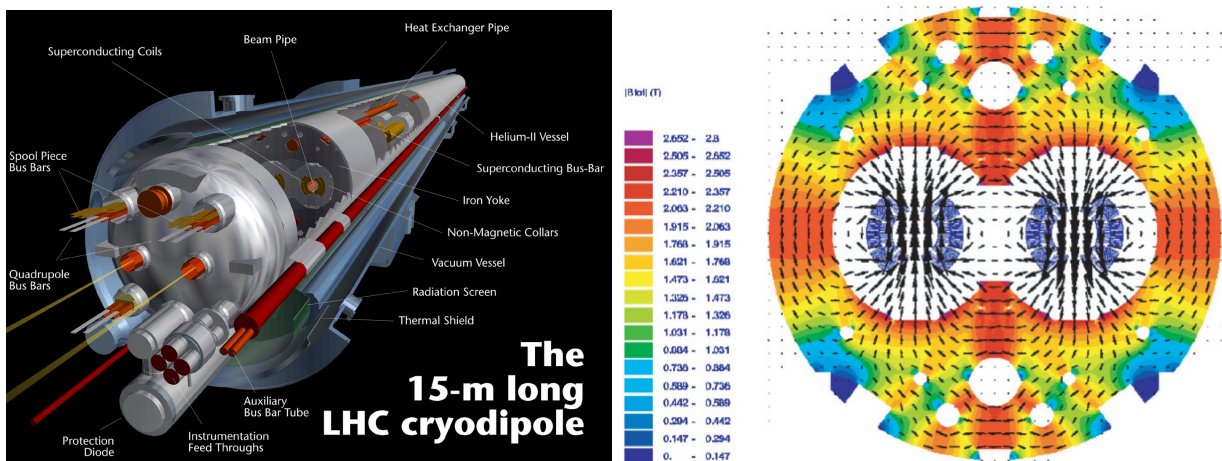 Superconducting Coils
Beam Pipe
Heat Exchanger Pipe
Helium-II Vessel
Spool Piece
Bus Bars
Superconducting Bus-Bar
Iron Yoke
Non-Magnetic Collars
Quadrupole
Bus Bars
Vacuum Vessel
Radiation Screen
Thermal Shield
The
15-m long
LHC cryodipole
Auxiliary
Bus Bar Tube
Protection
Diode
Instrumentation
Feed Throughs
|Btot| (T)
2.652 - 2.8
2.505 - 2.652
2.357 - 2.505
2.210 - 2.357
2.063 - 2.210
1.915 - 2.063
1.768 - 1.915
1.621 - 1.768
1.473 - 1.621
1.326 - 1.473
1.178 - 1.326
1.031 - 1.178
0.884 - 1.031
0.736 - 0.884
0.589 - 0.736
0.442 - 0.589
0.294 - 0.442
0.147 - 0.294
0. - 0.147